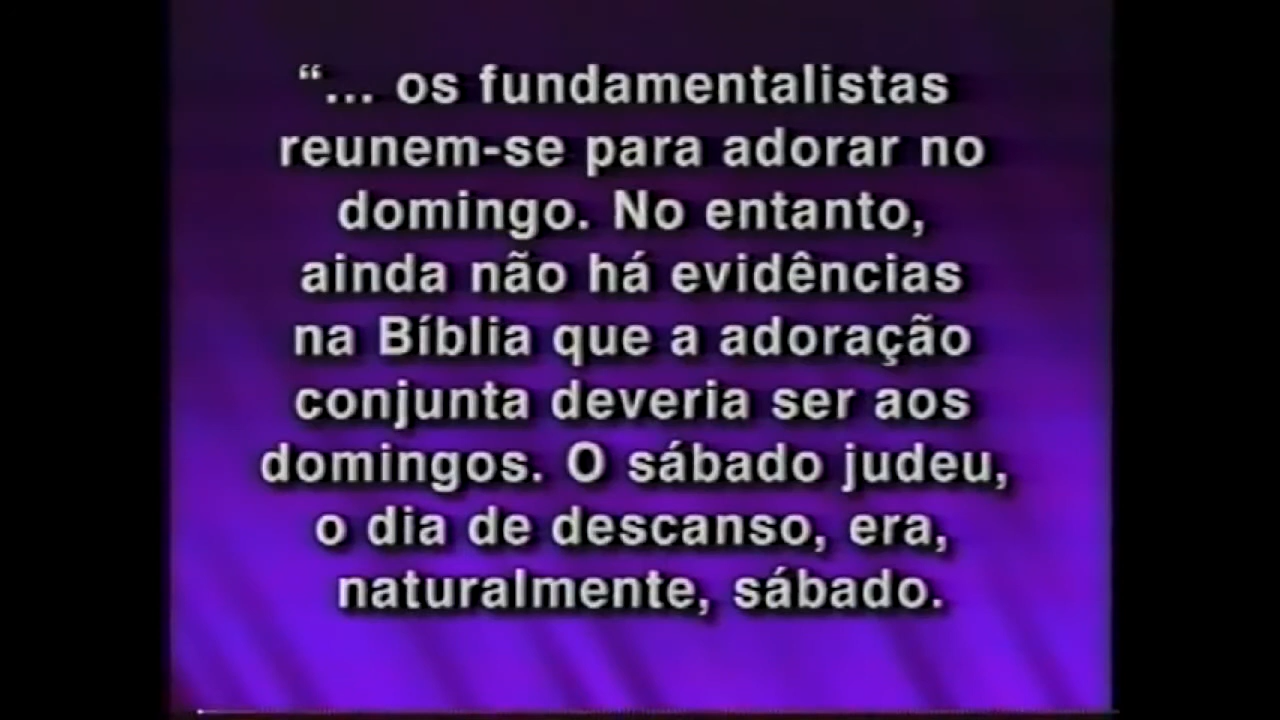 “... os fundamentalistas
reunem-se para adorar no
domingo. No entanto,
ainda não há evidências
na Bíblia que a adoração
conjunta deveria ser aos
domingos. O sábado judeu,
o dia de descanso, era,
naturalmente, sábado.